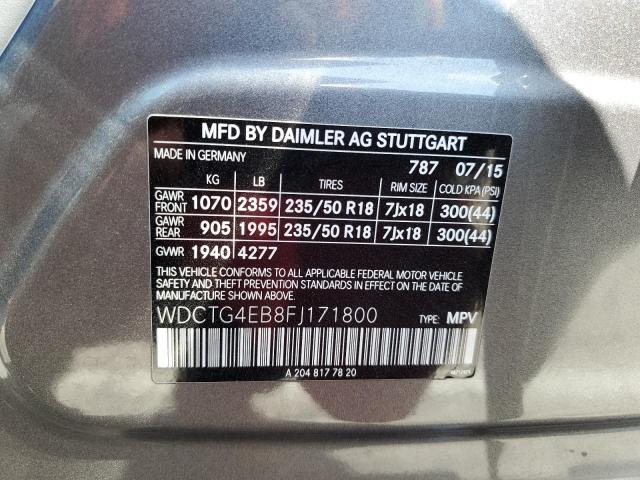 MFD BY DAIMLER AG STUTTGART
MADE IN GERMANY 787 07/15
KG LB TIRES RIM SIZE COLD KPA (PSI)
GAWR FRONT 1070 2359 235/50 R18 7Jx18 300(44)
GAWR REAR 905 1995 235/50 R18 7Jx18 300(44)
GVWR 1940 4277
THIS VEHICLE CONFORMS TO ALL APPLICABLE FEDERAL MOTOR VEHICLE
SAFETY AND THEFT PREVENTION STANDARDS IN EFFECT ON THE DATE
OF MANUFACTURE SHOWN ABOVE.
WDCTG4EB8FJ171800 TYPE: MPV
A 204 817 78 20